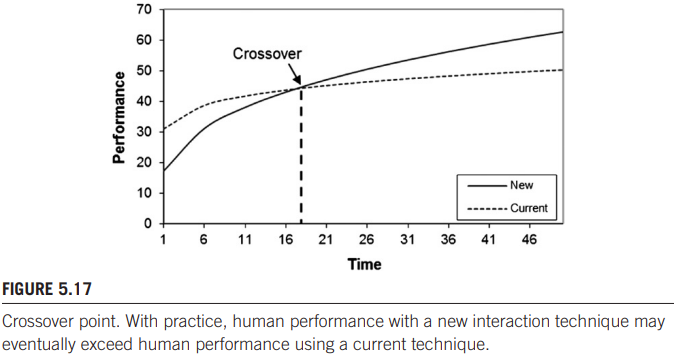 70
60
50
40
30
20
10
0
Performance
Crossover
New
Current
1 6 11 16 21 26 31 36 41 46
Time
FIGURE 5.17
Crossover point. With practice, human performance with a new interaction technique may
eventually exceed human performance using a current technique.